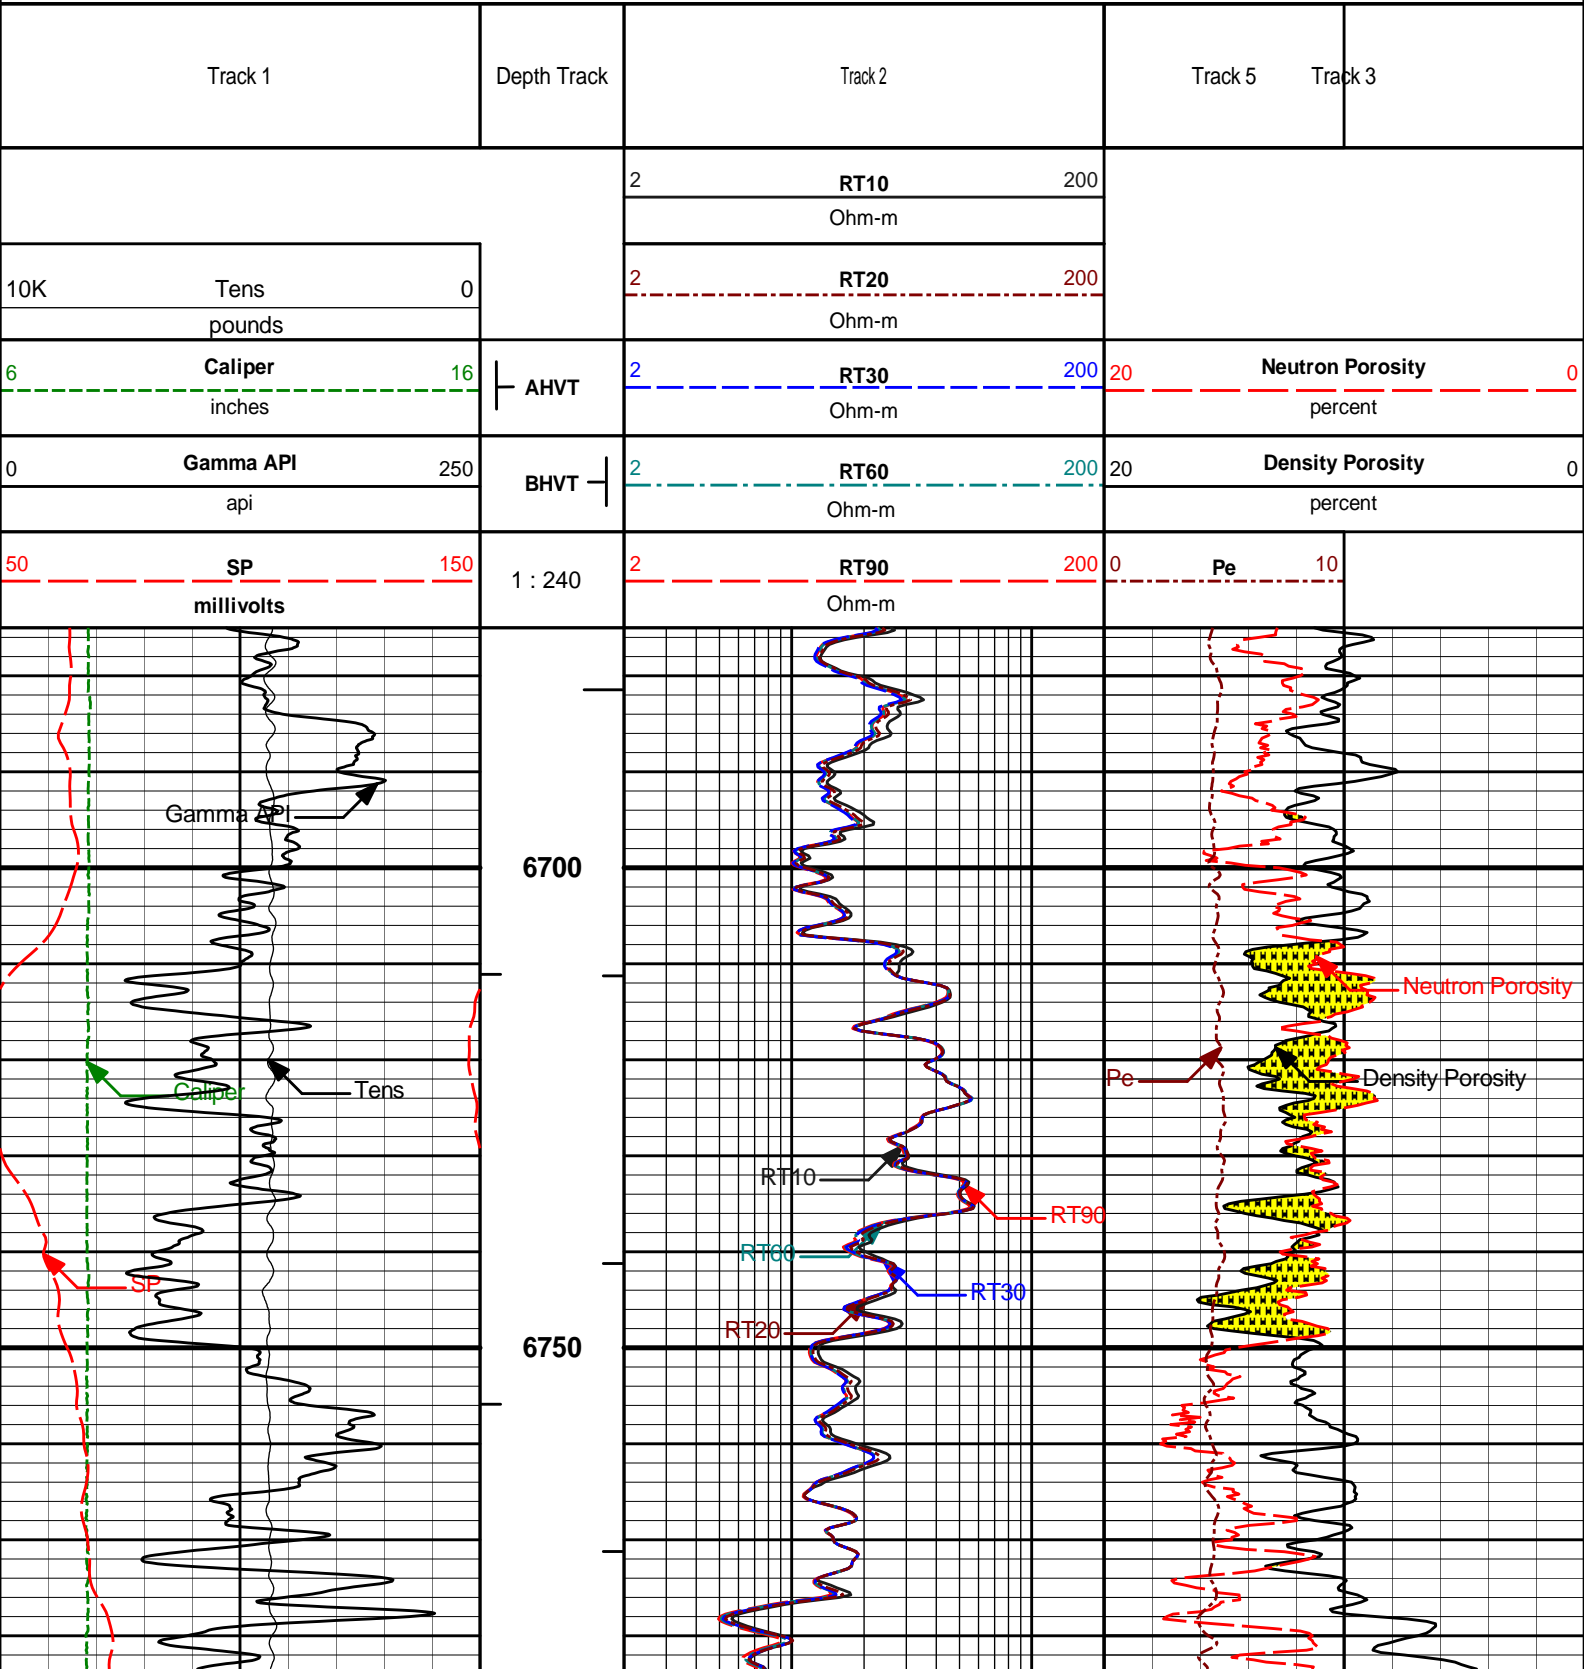 Track 1 Depth Track Track 2 Track 5 Track 3
2 RT10 200
Ohm-m
10K Tens 0
pounds
2 RT20 200
Ohm-m
6 Caliper 16
inches
AHVT
2 RT30 200
Ohm-m
20 Neutron Porosity 0
percent
0 Gamma API 250
api
BHVT
2 RT60 200
Ohm-m
20 Density Porosity 0
percent
50 SP 150
millivolts
1 : 240
2 RT90 200
Ohm-m
0 Pe 10
Gamma API
6700
Neutron Porosity
Pe
Density Porosity
Caliper
Tens
RT10
RT90
RT60
SP
RT30
RT20
6750